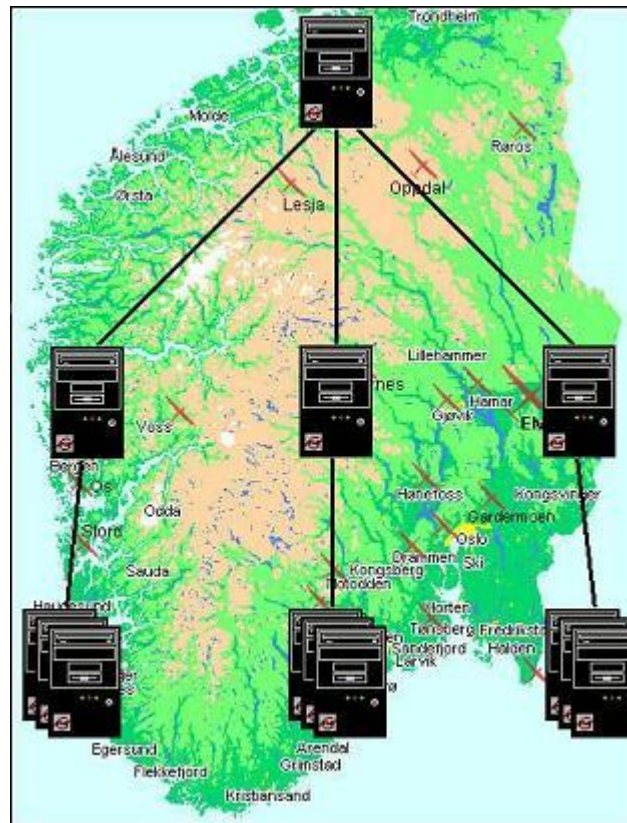 Trondheim
Molde
Røros
Ålesund
Oppdal
Ørsta
Lesja
Lillehammer
Hamar
Gjøvik
Voss
Bergen
Os
Hønefoss
Kongsvinger
Odda
Gardermoen
Stord
Oslo
Drammen
Ski
Kongsberg
Sauda
Notodden
Haugesund
Horten
Tønsberg
Sandefjord
Halden
Larvik
Egersund
Arendal
Flekkefjord
Grimstad
Kristiansand